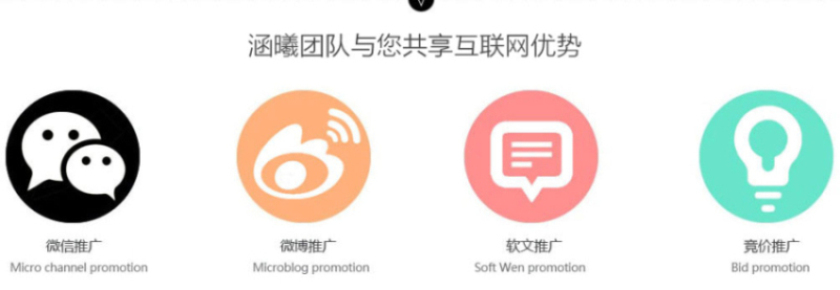 涵曦团队与您共享互联网优势
微信推广
Micro channel promotion
微博推广
Microblog promotion
软文推广
Soft Wen promotion
竞价推广
Bid promotion